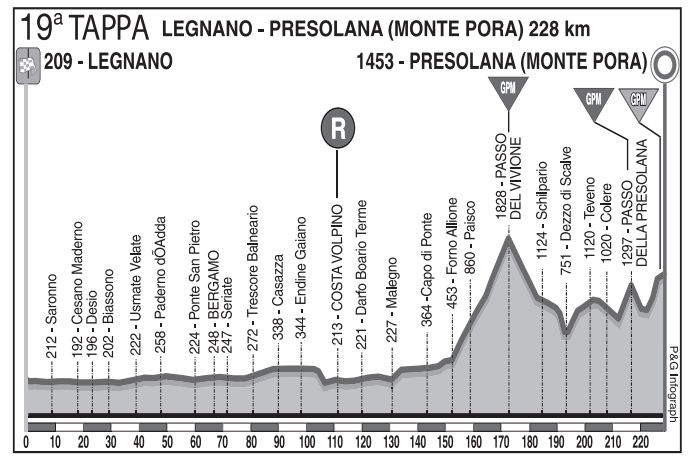 19ª TAPPA LEGNANO - PRESOLANA (MONTE PORA) 228 km
209 - LEGNANO
1453 - PRESOLANA (MONTE PORA)
GPM
GPM
GPM
R
212 - Saronno
192 - Cesano Maderno
196 - Desio
202 - Biassono
222 - Usmate Velate
258 - Paderno dÕAdda
224 - Ponte San Pietro
248 - BERGAMO
247 - Seriate
272 - Trescore Balneario
338 - Casazza
344 - Endine Gaiano
213 - COSTA VOLPINO
221 - Darfo Boario Terme
227 - Malegno
364 -Capo di Ponte
453 - Forno Allione
860 - Paisco
1828 - PASSO
DEL VIVIONE
1124 - Schilpario
751 - Dezzo di Scalve
1120 - Teveno
1020 - Colere
1297 - PASSO
DELLA PRESOLANA
P&G Infograph
0 10 20 30 40 50 60 70 80 90 100 110 120 130 140 150 160 170 180 190 200 210 220